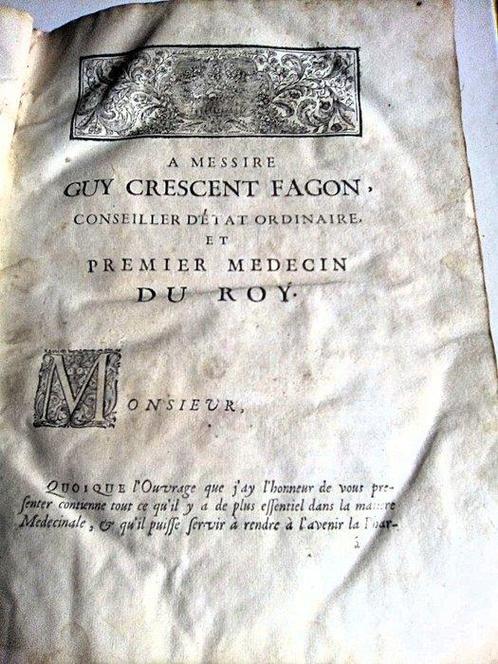 A MESSIRE
GUY CRESCENT FAGON,
CONSEILLER D'ÉTAT ORDINAIRE,
ET
PREMIER MEDECIN
DU ROY.
MONSIEUR,
QUOIQUE l'Ouvrage que j'ay l'honneur de vous pre-
senter contienne tout ce qu'il y a de plus essentiel dans la matiere
Medecinale, & qu'il puisse servir à rendre à l'avenir la Phar-